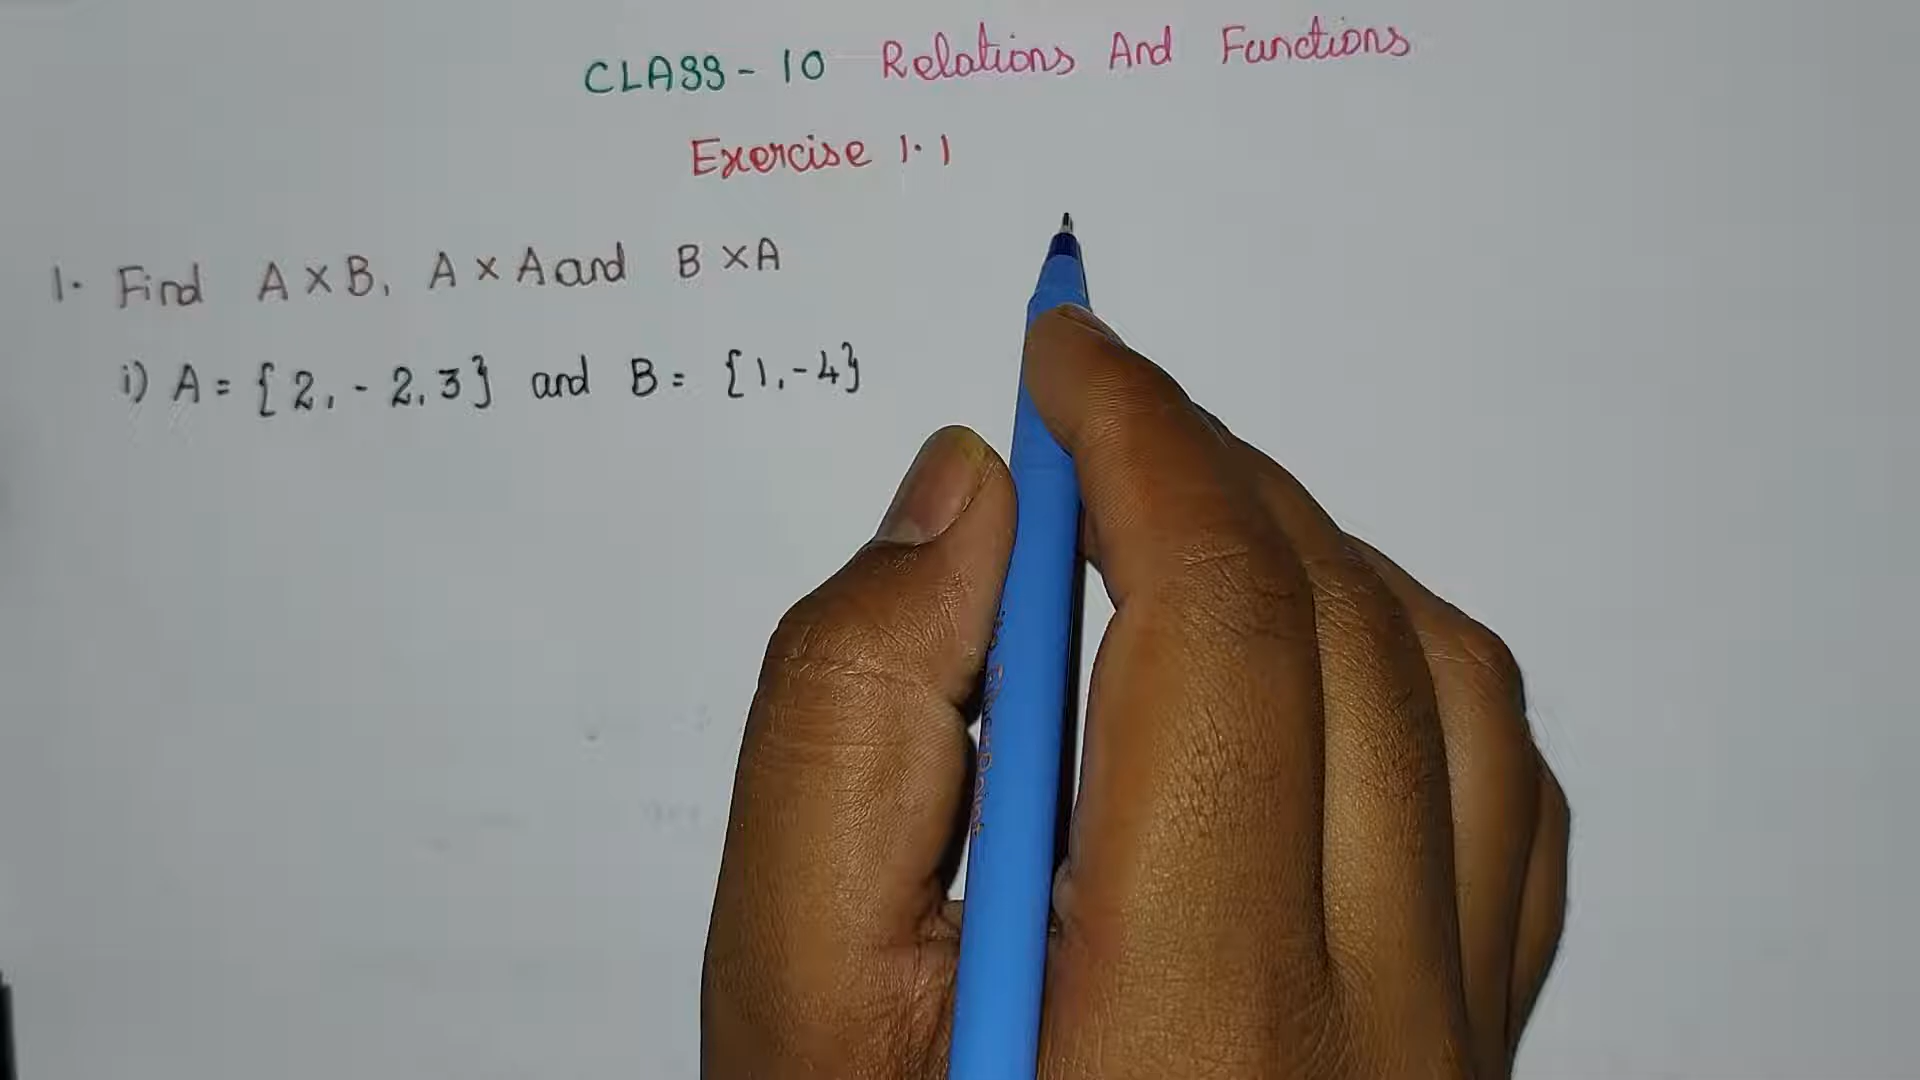 CLASS - 10 Relations And Functions
Exercise 1.1
1. Find A × B, A × A and B × A
i) A = { 2, - 2, 3 } and B = { 1, - 4 }